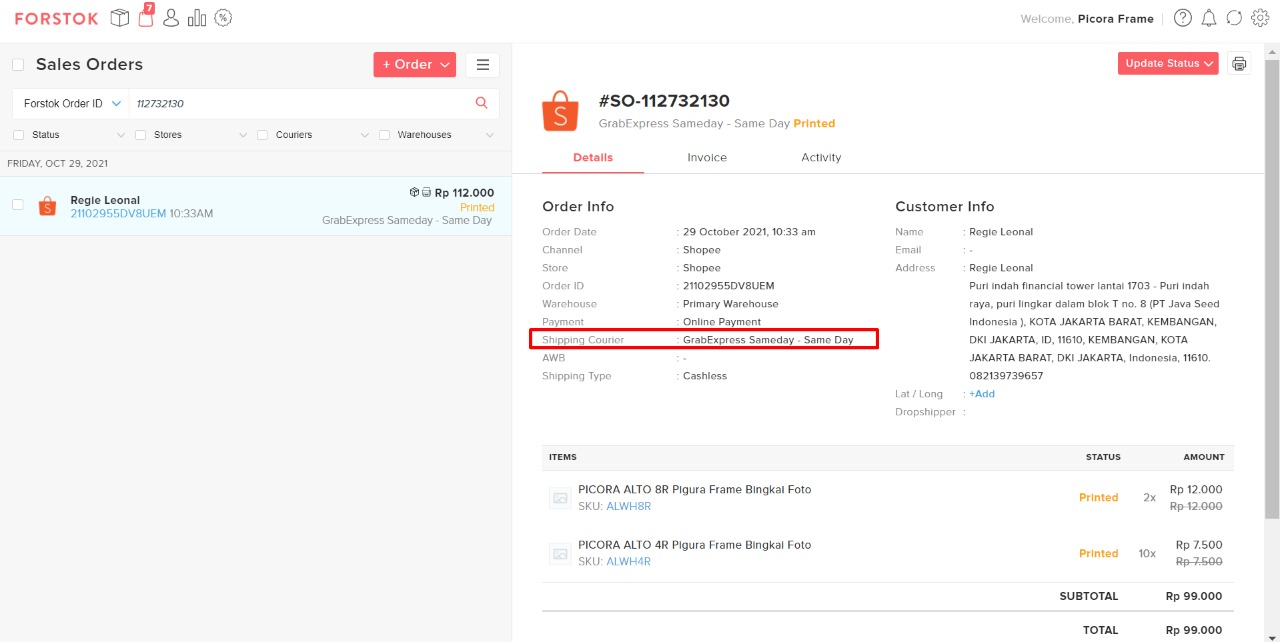 FORSTOK
7
Welcome, Picora Frame
Sales Orders
+ Order
Forstok Order ID
112732130
Status
Stores
Couriers
Warehouses
FRIDAY, OCT 29, 2021
Regie Leonal
Rp 112.000
21102955DV8UEM 10:33AM
Printed
GrabExpress Sameday - Same Day
Update Status
#SO-112732130
GrabExpress Sameday - Same Day Printed
Details
Invoice
Activity
Order Info
Order Date : 29 October 2021, 10:33 am
Channel : Shopee
Store : Shopee
Order ID : 21102955DV8UEM
Warehouse : Primary Warehouse
Payment : Online Payment
Shipping Courier : GrabExpress Sameday - Same Day
AWB : -
Shipping Type : Cashless
Customer Info
Name : Regie Leonal
Email : -
Address : Regie Leonal
Puri indah financial tower lantai 1703 - Puri indah
raya, puri lingkar dalam blok T no. 8 (PT Java Seed
Indonesia ), KOTA JAKARTA BARAT, KEMBANGAN,
DKI JAKARTA, ID, 11610, KEMBANGAN, KOTA
JAKARTA BARAT, DKI JAKARTA, Indonesia, 11610.
082139739657
Lat / Long : +Add
Dropshipper :
ITEMS STATUS AMOUNT
PICORA ALTO 8R Pigura Frame Bingkai Foto
SKU: ALWH8R
Printed 2x Rp 12.000
Rp 12.000
PICORA ALTO 4R Pigura Frame Bingkai Foto
SKU: ALWH4R
Printed 10x Rp 7.500
Rp 7.500
SUBTOTAL Rp 99.000
TOTAL Rp 99.000